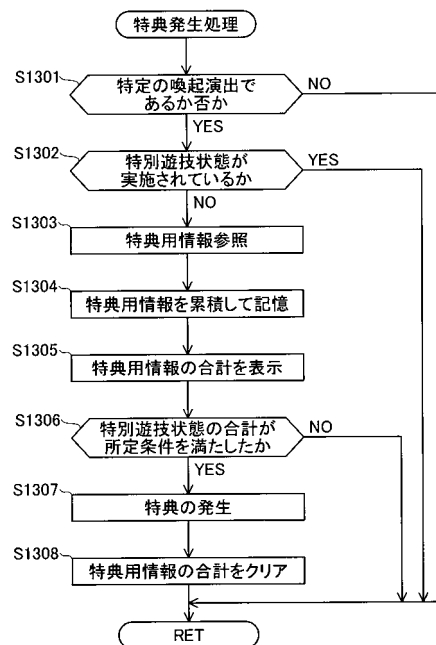 特典発生処理
S1301
特定の喚起演出で
あるか否か
NO
YES
S1302
特別遊技状態が
実施されているか
YES
NO
S1303
特典用情報参照
S1304
特典用情報を累積して記憶
S1305
特典用情報の合計を表示
S1306
特別遊技状態の合計が
所定条件を満たしたか
NO
YES
S1307
特典の発生
S1308
特典用情報の合計をクリア
RET